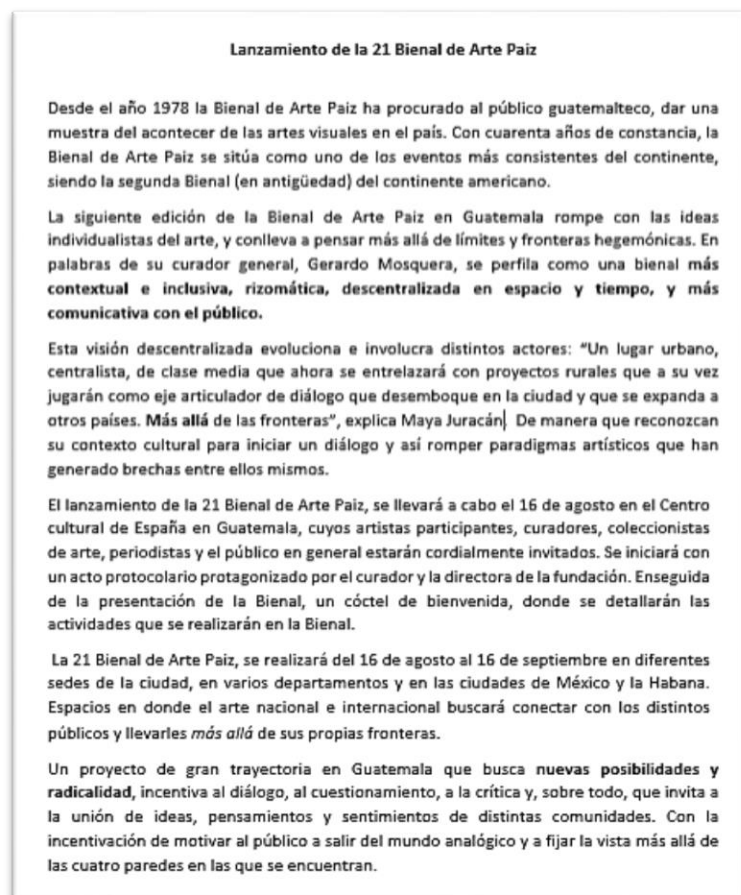 Lanzamiento de la 21 Bienal de Arte Paiz
Desde el año 1978 la Bienal de Arte Paiz ha procurado al público guatemalteco, dar una
muestra del acontecer de las artes visuales en el país. Con cuarenta años de constancia, la
Bienal de Arte Paiz se sitúa como uno de los eventos más consistentes del continente,
siendo la segunda Bienal (en antigüedad) del continente americano.
La siguiente edición de la Bienal de Arte Paiz en Guatemala rompe con las ideas
individualistas del arte, y conlleva a pensar más allá de límites y fronteras hegemónicas. En
palabras de su curador general, Gerardo Mosquera, se perfila como una bienal más
contextual e inclusiva, rizomática, descentralizada en espacio y tiempo, y más
comunicativa con el público.
Esta visión descentralizada evoluciona e involucra distintos actores: "Un lugar urbano,
centralista, de clase media que ahora se entrelazará con proyectos rurales que a su vez
jugarán como eje articulador de diálogo que desemboque en la ciudad y que se expanda a
otros países. Más allá de las fronteras", explica Maya Juracán. De manera que reconozcan
su contexto cultural para iniciar un diálogo y así romper paradigmas artísticos que han
generado brechas entre ellos mismos.
El lanzamiento de la 21 Bienal de Arte Paiz, se llevará a cabo el 16 de agosto en el Centro
cultural de España en Guatemala, cuyos artistas participantes, curadores, coleccionistas
de arte, periodistas y el público en general estarán cordialmente invitados. Se iniciará con
un acto protocolario protagonizado por el curador y la directora de la fundación. Enseguida
de la presentación de la Bienal, un cóctel de bienvenida, donde se detallarán las
actividades que se realizarán en la Bienal.
La 21 Bienal de Arte Paiz, se realizará del 16 de agosto al 16 de septiembre en diferentes
sedes de la ciudad, en varios departamentos y en las ciudades de México y la Habana.
Espacios en donde el arte nacional e internacional buscará conectar con los distintos
públicos y llevarles más allá de sus propias fronteras.
Un proyecto de gran trayectoria en Guatemala que busca nuevas posibilidades y
radicalidad, incentiva al diálogo, al cuestionamiento, a la crítica y, sobre todo, que invita a
la unión de ideas, pensamientos y sentimientos de distintas comunidades. Con la
incentivación de motivar al público a salir del mundo analógico y a fijar la vista más allá de
las cuatro paredes en las que se encuentran.